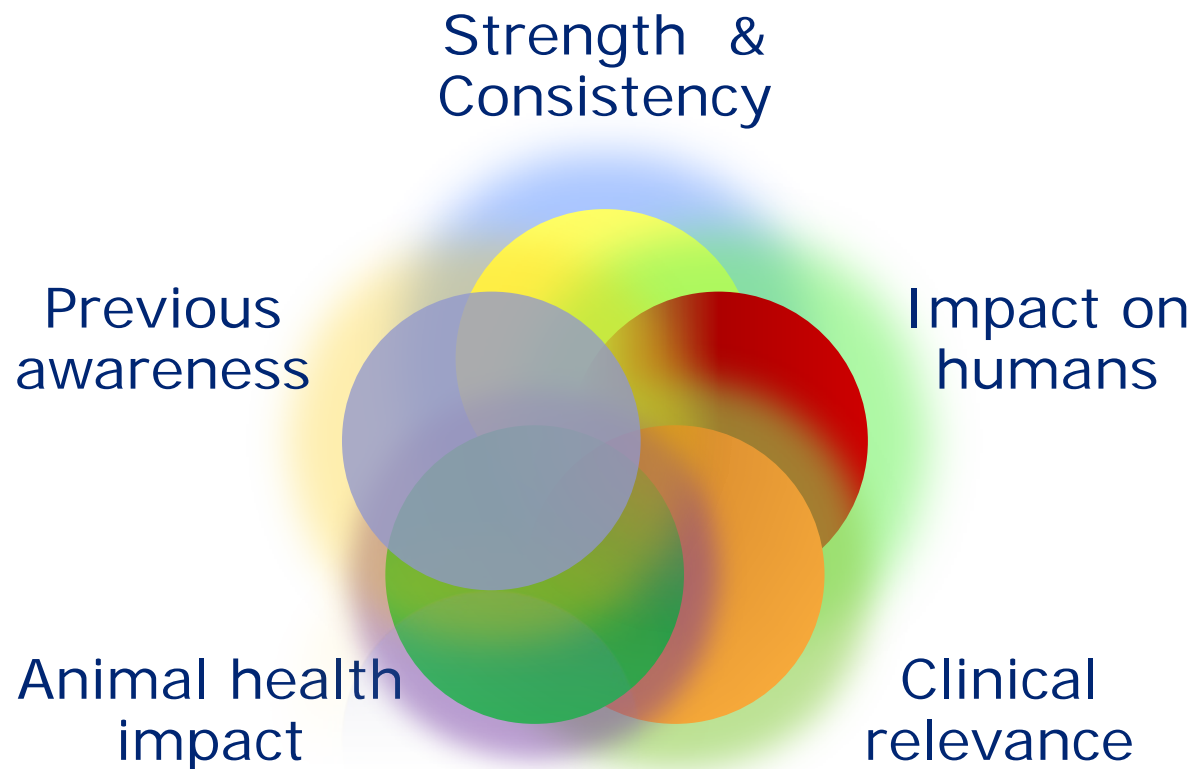 Strength &
Consistency
Previous
awareness
Impact on
humans
Animal health
impact
Clinical
relevance